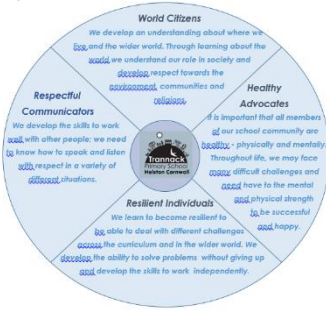 World Citizens
We develop an understanding about where we
live and the wider world. Through learning about the
world we understand our role in society and
develop respect towards the
environment, communities and
religions.
Respectful
Communicators
We develop the skills to work
well with other people; we need
to know how to speak and listen
with respect in a variety of
different situations.
Healthy
Advocates
It is important that all members
of our school community are
healthy - physically and mentally.
Throughout life, we may face
many difficult challenges and
need have to the mental
and physical strength
to be successful
and happy.
Trannack
Primary School
Helston Cornwall
Resilient Individuals
We learn to become resilient to
be able to deal with different challenges
across the curriculum and in the wider world. We
develop the ability to solve problems without giving up
and develop the skills to work independently.